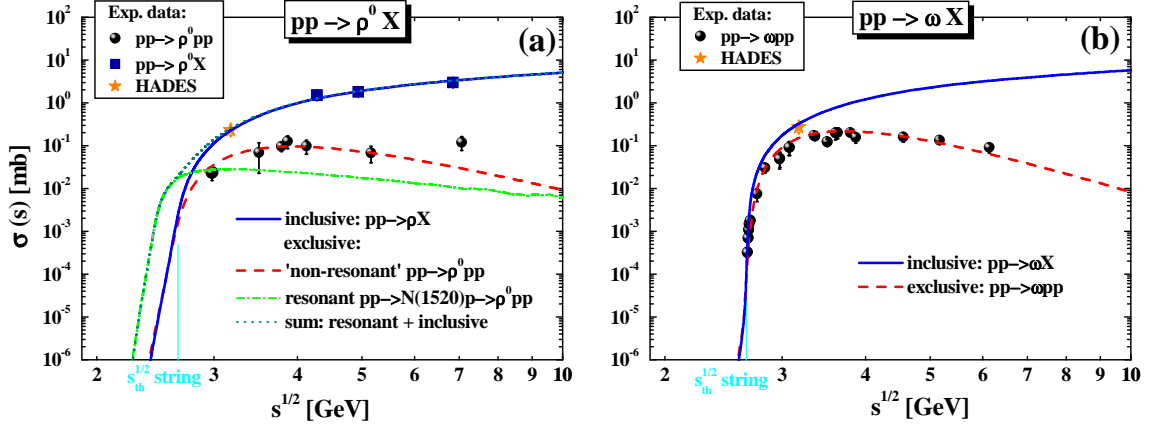 Exp. data:
pp–>ρ⁰pp
pp–>ρ⁰X
HADES
pp –> ρ⁰ X
(a)
10¹
10⁰
10⁻¹
10⁻²
10⁻³
10⁻⁴
10⁻⁵
10⁻⁶
σ (s) [mb]
inclusive: pp–>ρX
exclusive:
'non-resonant' pp–>ρ⁰pp
resonant pp–>N(1520)p–>ρ⁰pp
sum: resonant + inclusive
s_th^1/2 string
2 3 4 5 6 7 8 9 10
s^1/2 [GeV]
Exp. data:
pp–>ωpp
HADES
pp –> ω X
(b)
10¹
10⁰
10⁻¹
10⁻²
10⁻³
10⁻⁴
10⁻⁵
10⁻⁶
inclusive: pp–>ωX
exclusive: pp–>ωpp
s_th^1/2 string
2 3 4 5 6 7 8 9 10
s^1/2 [GeV]